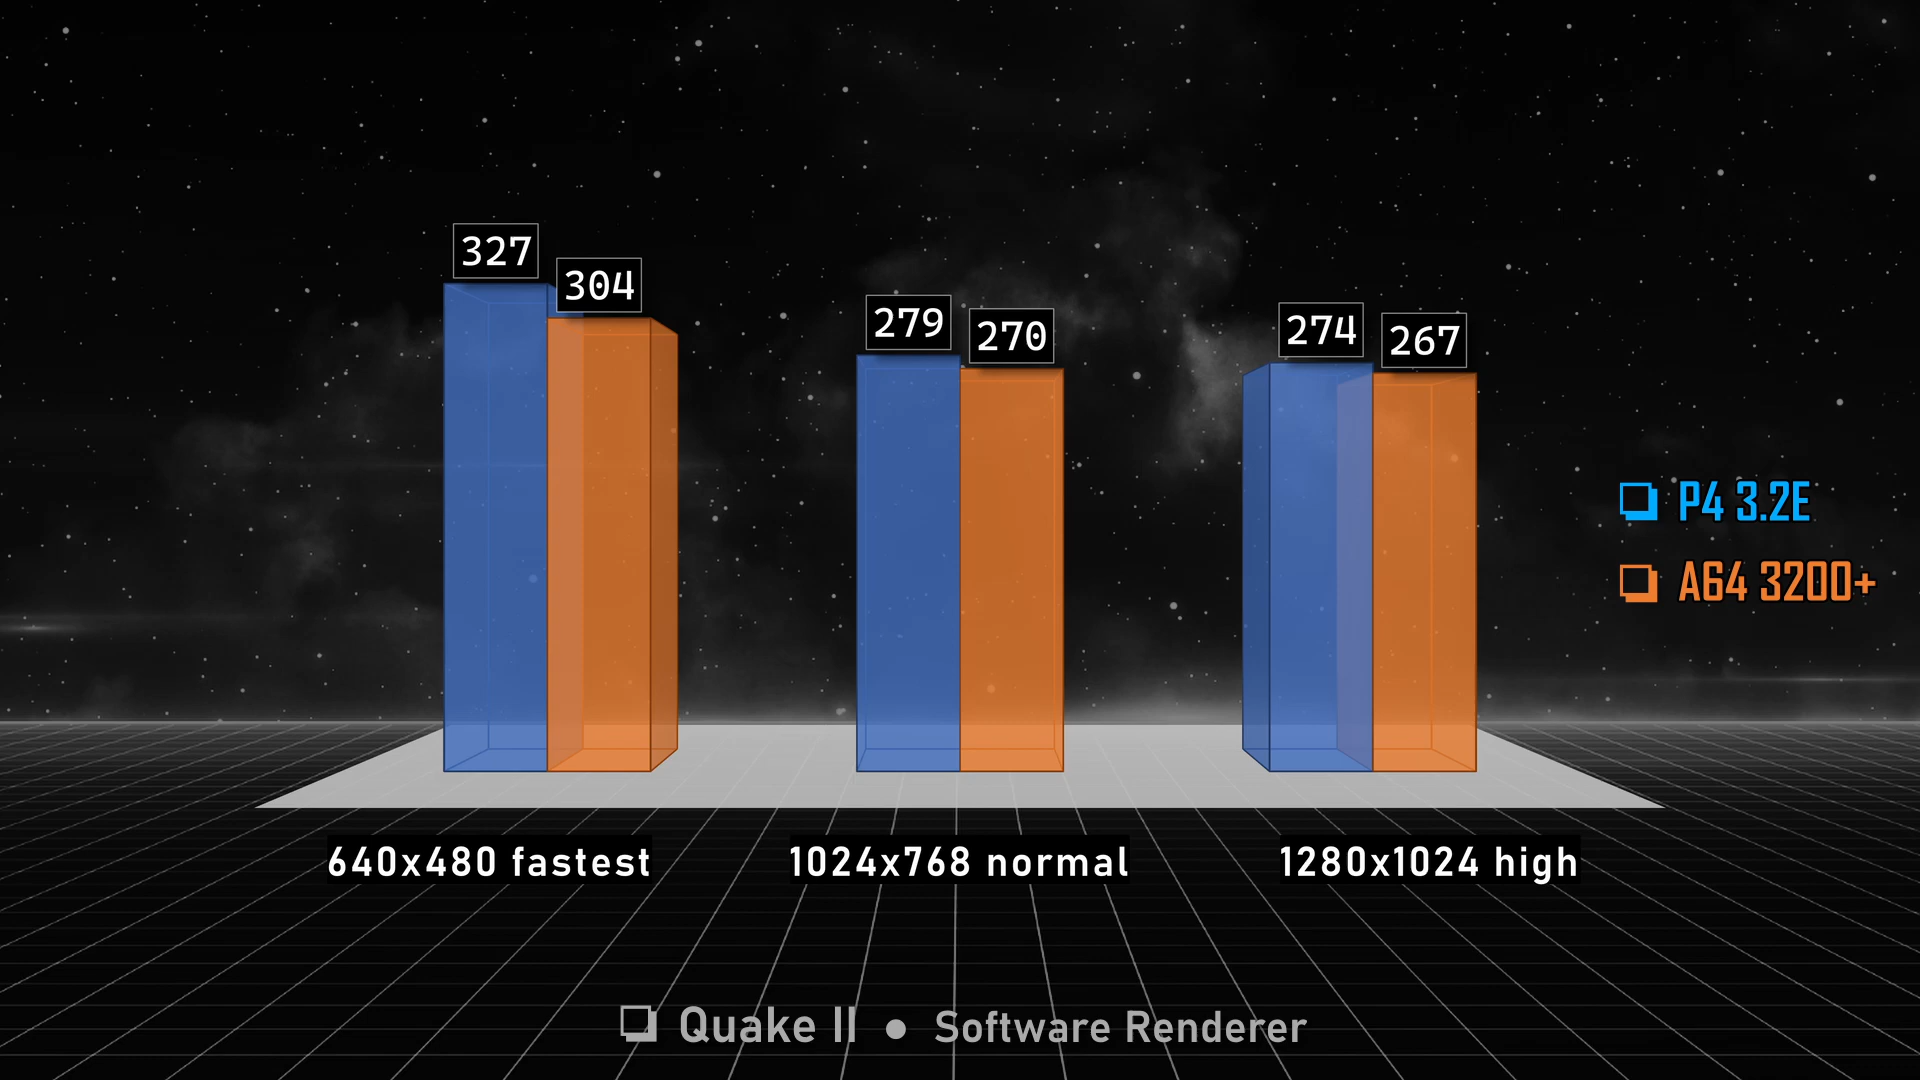 327
304
279
270
274
267
P4 3.2E
A64 3200+
640x480 fastest
1024x768 normal
1280x1024 high
Quake II ● Software Renderer